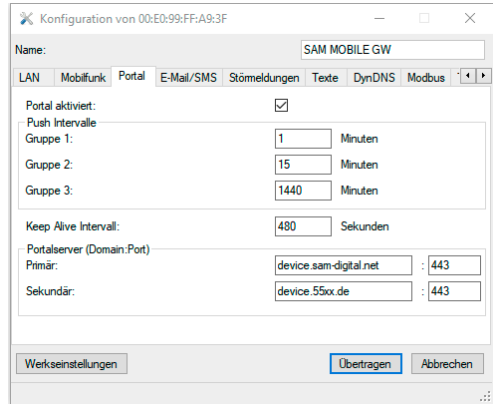 Konfiguration von 00:E0:99:FF:A9:3F
Name: SAM MOBILE GW
LAN Mobilfunk Portal E-Mail/SMS Störmeldungen Texte DynDNS Modbus
Portal aktiviert:
Push Intervalle
Gruppe 1: 1 Minuten
Gruppe 2: 15 Minuten
Gruppe 3: 1440 Minuten
Keep Alive Intervall: 480 Sekunden
Portalserver (Domain:Port)
Primär: device.sam-digital.net : 443
Sekundär: device.55xx.de : 443
Werkseinstellungen Übertragen Abbrechen